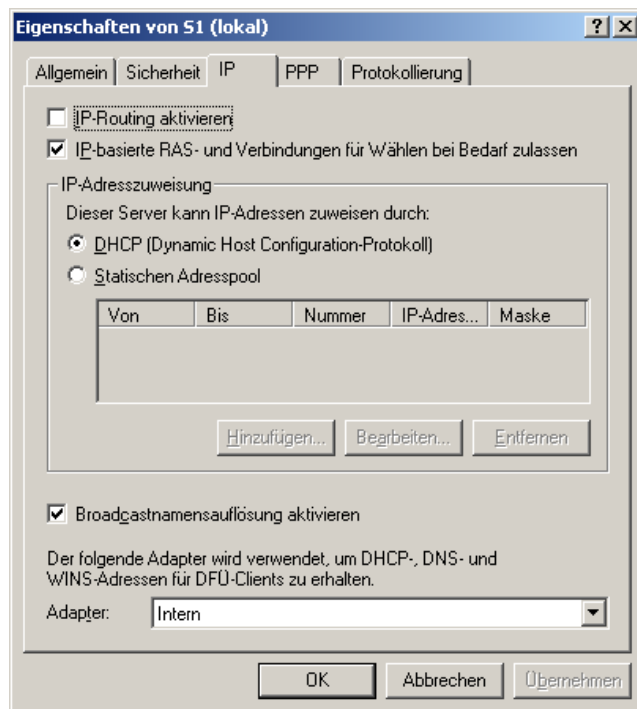 Eigenschaften von S1 (lokal)
Allgemein Sicherheit IP PPP Protokollierung
IP-Routing aktivieren
IP-basierte RAS- und Verbindungen für Wählen bei Bedarf zulassen
IP-Adresszuweisung
Dieser Server kann IP-Adressen zuweisen durch:
DHCP (Dynamic Host Configuration-Protokoll)
Statischen Adresspool
Von Bis Nummer IP-Adres... Maske
Hinzufügen... Bearbeiten... Entfernen
Broadcastnamensauflösung aktivieren
Der folgende Adapter wird verwendet, um DHCP-, DNS- und
WINS-Adressen für DFÜ-Clients zu erhalten.
Adapter: Intern
OK Abbrechen Übernehmen